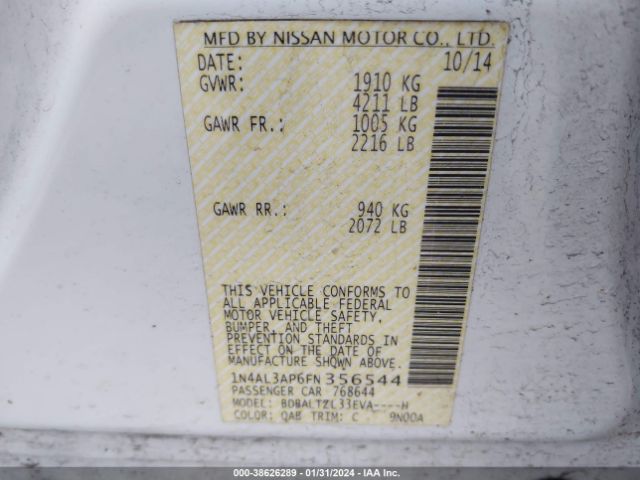 MFD BY NISSAN MOTOR CO., LTD.
DATE: 10/14
GVWR: 1910 KG
4211 LB
GAWR FR.: 1005 KG
2216 LB
GAWR RR.: 940 KG
2072 LB
THIS VEHICLE CONFORMS TO
ALL APPLICABLE FEDERAL
MOTOR VEHICLE SAFETY,
BUMPER, AND THEFT
PREVENTION STANDARDS IN
EFFECT ON THE DATE OF
MANUFACTURE SHOWN ABOVE.
1N4AL3AP6FN356544
PASSENGER CAR 768644
MODEL: BDBALTZL33EVA----H
COLOR: QAB TRIM: C 9N00A
000-38626289 - 01/31/2024 - IAA Inc.